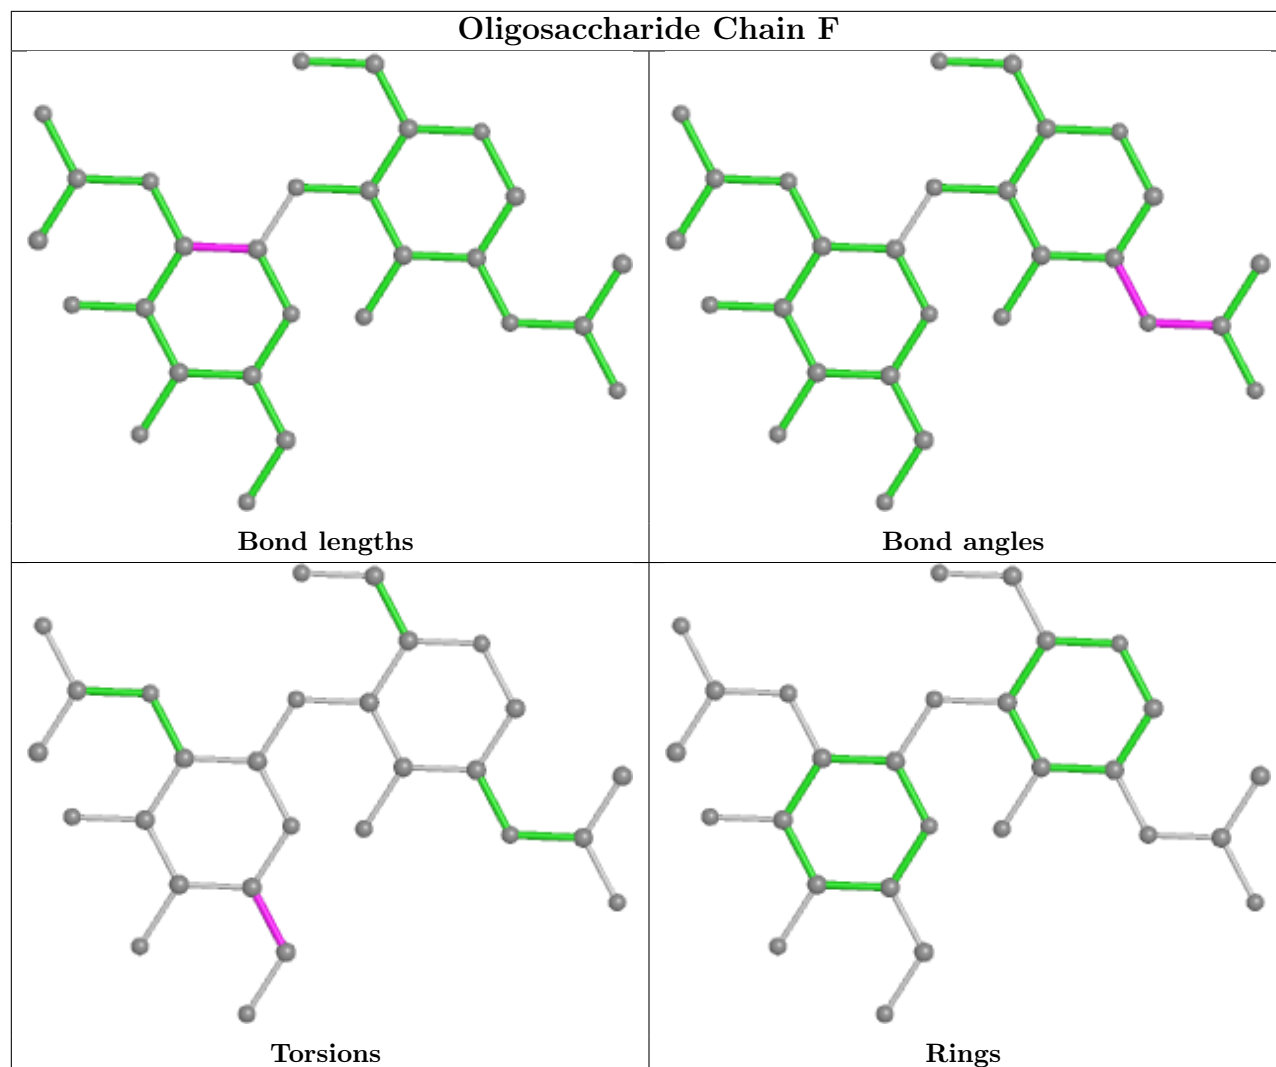 Oligosaccharide Chain F
Bond lengths
Bond angles
Torsions
Rings